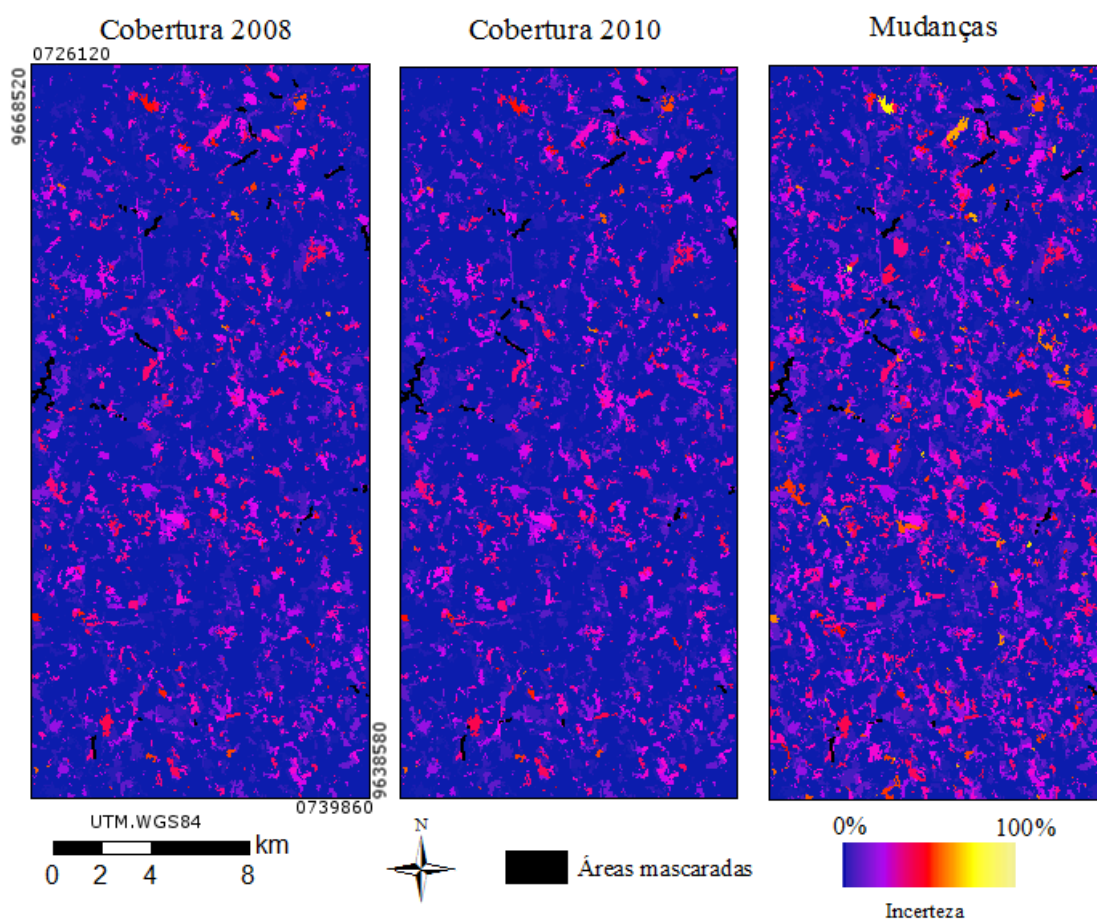 Cobertura 2008
Cobertura 2010
Mudanças
0726120
9668520
9638580
0739860
UTM.WGS84
km
0 2 4 8
N
Áreas mascaradas
0% 100%
Incerteza